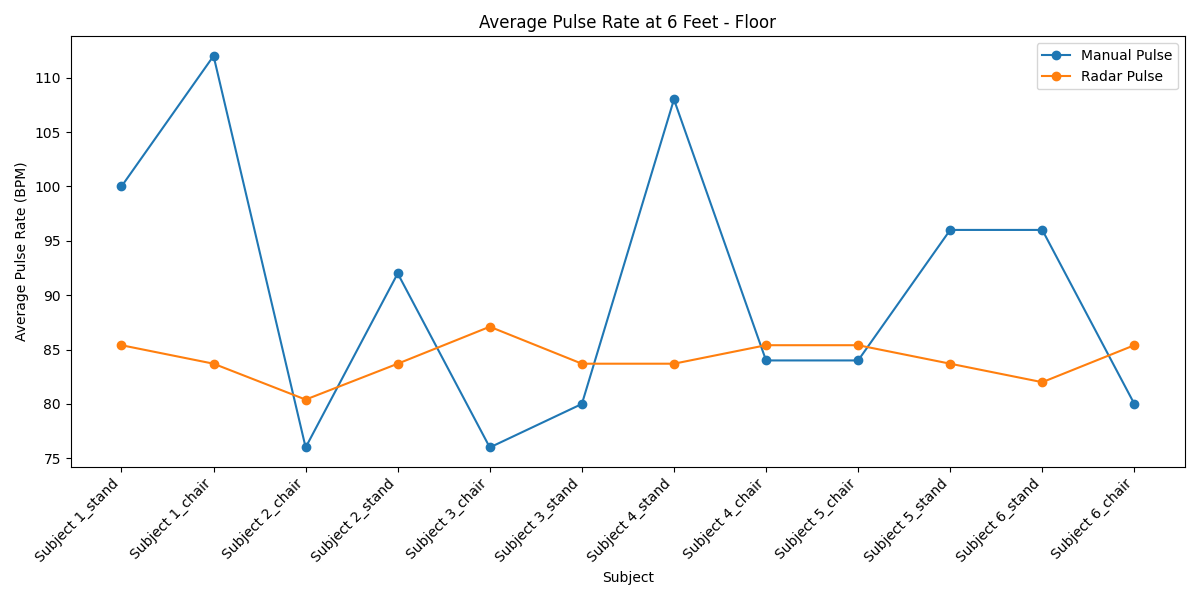 Average Pulse Rate at 6 Feet - Floor
Manual Pulse
Radar Pulse
Average Pulse Rate (BPM)
110
105
100
95
90
85
80
75
Subject 1_stand
Subject 1_chair
Subject 2_chair
Subject 2_stand
Subject 3_chair
Subject 3_stand
Subject 4_stand
Subject 4_chair
Subject 5_chair
Subject 5_stand
Subject 6_stand
Subject 6_chair
Subject